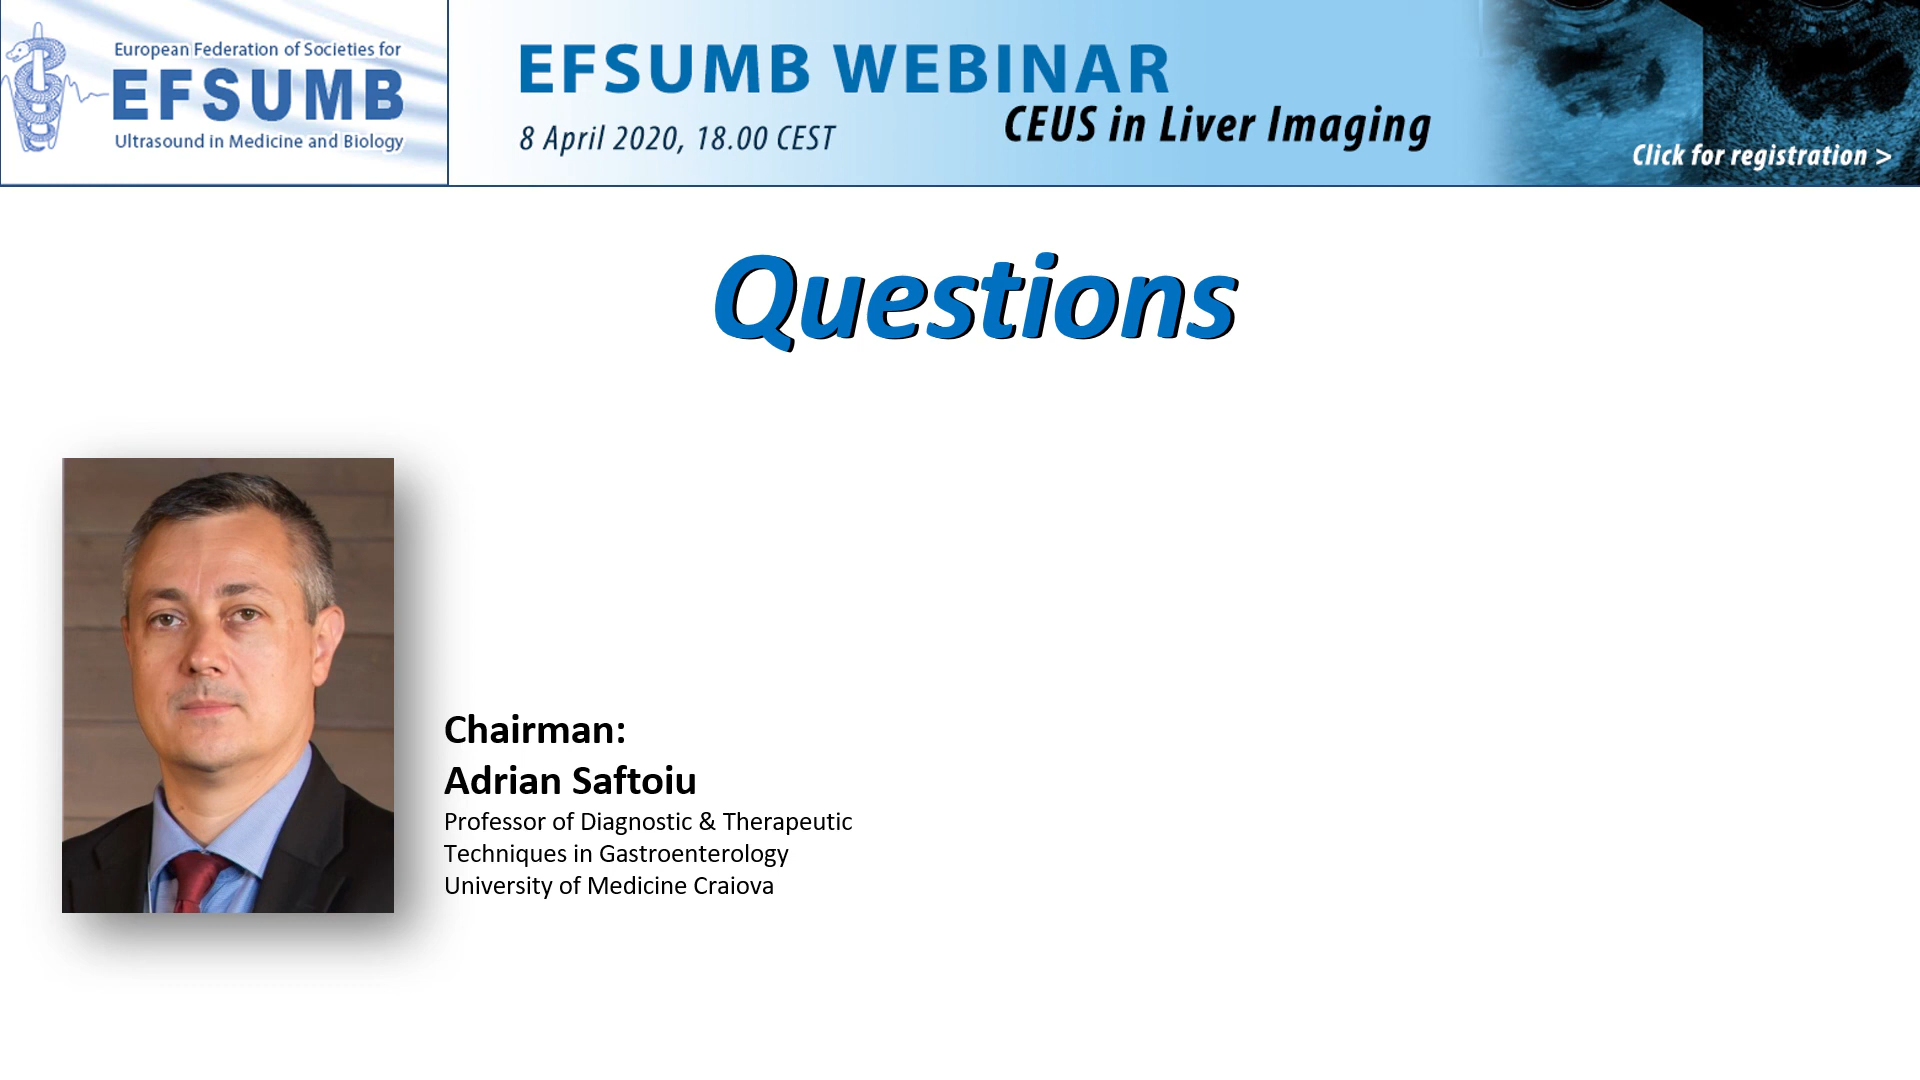 European Federation of Societies for
EFSUMB
Ultrasound in Medicine and Biology
EFSUMB WEBINAR
CEUS in Liver Imaging
8 April 2020, 18.00 CEST
Click for registration >
Questions
Chairman:
Adrian Saftoiu
Professor of Diagnostic & Therapeutic
Techniques in Gastroenterology
University of Medicine Craiova